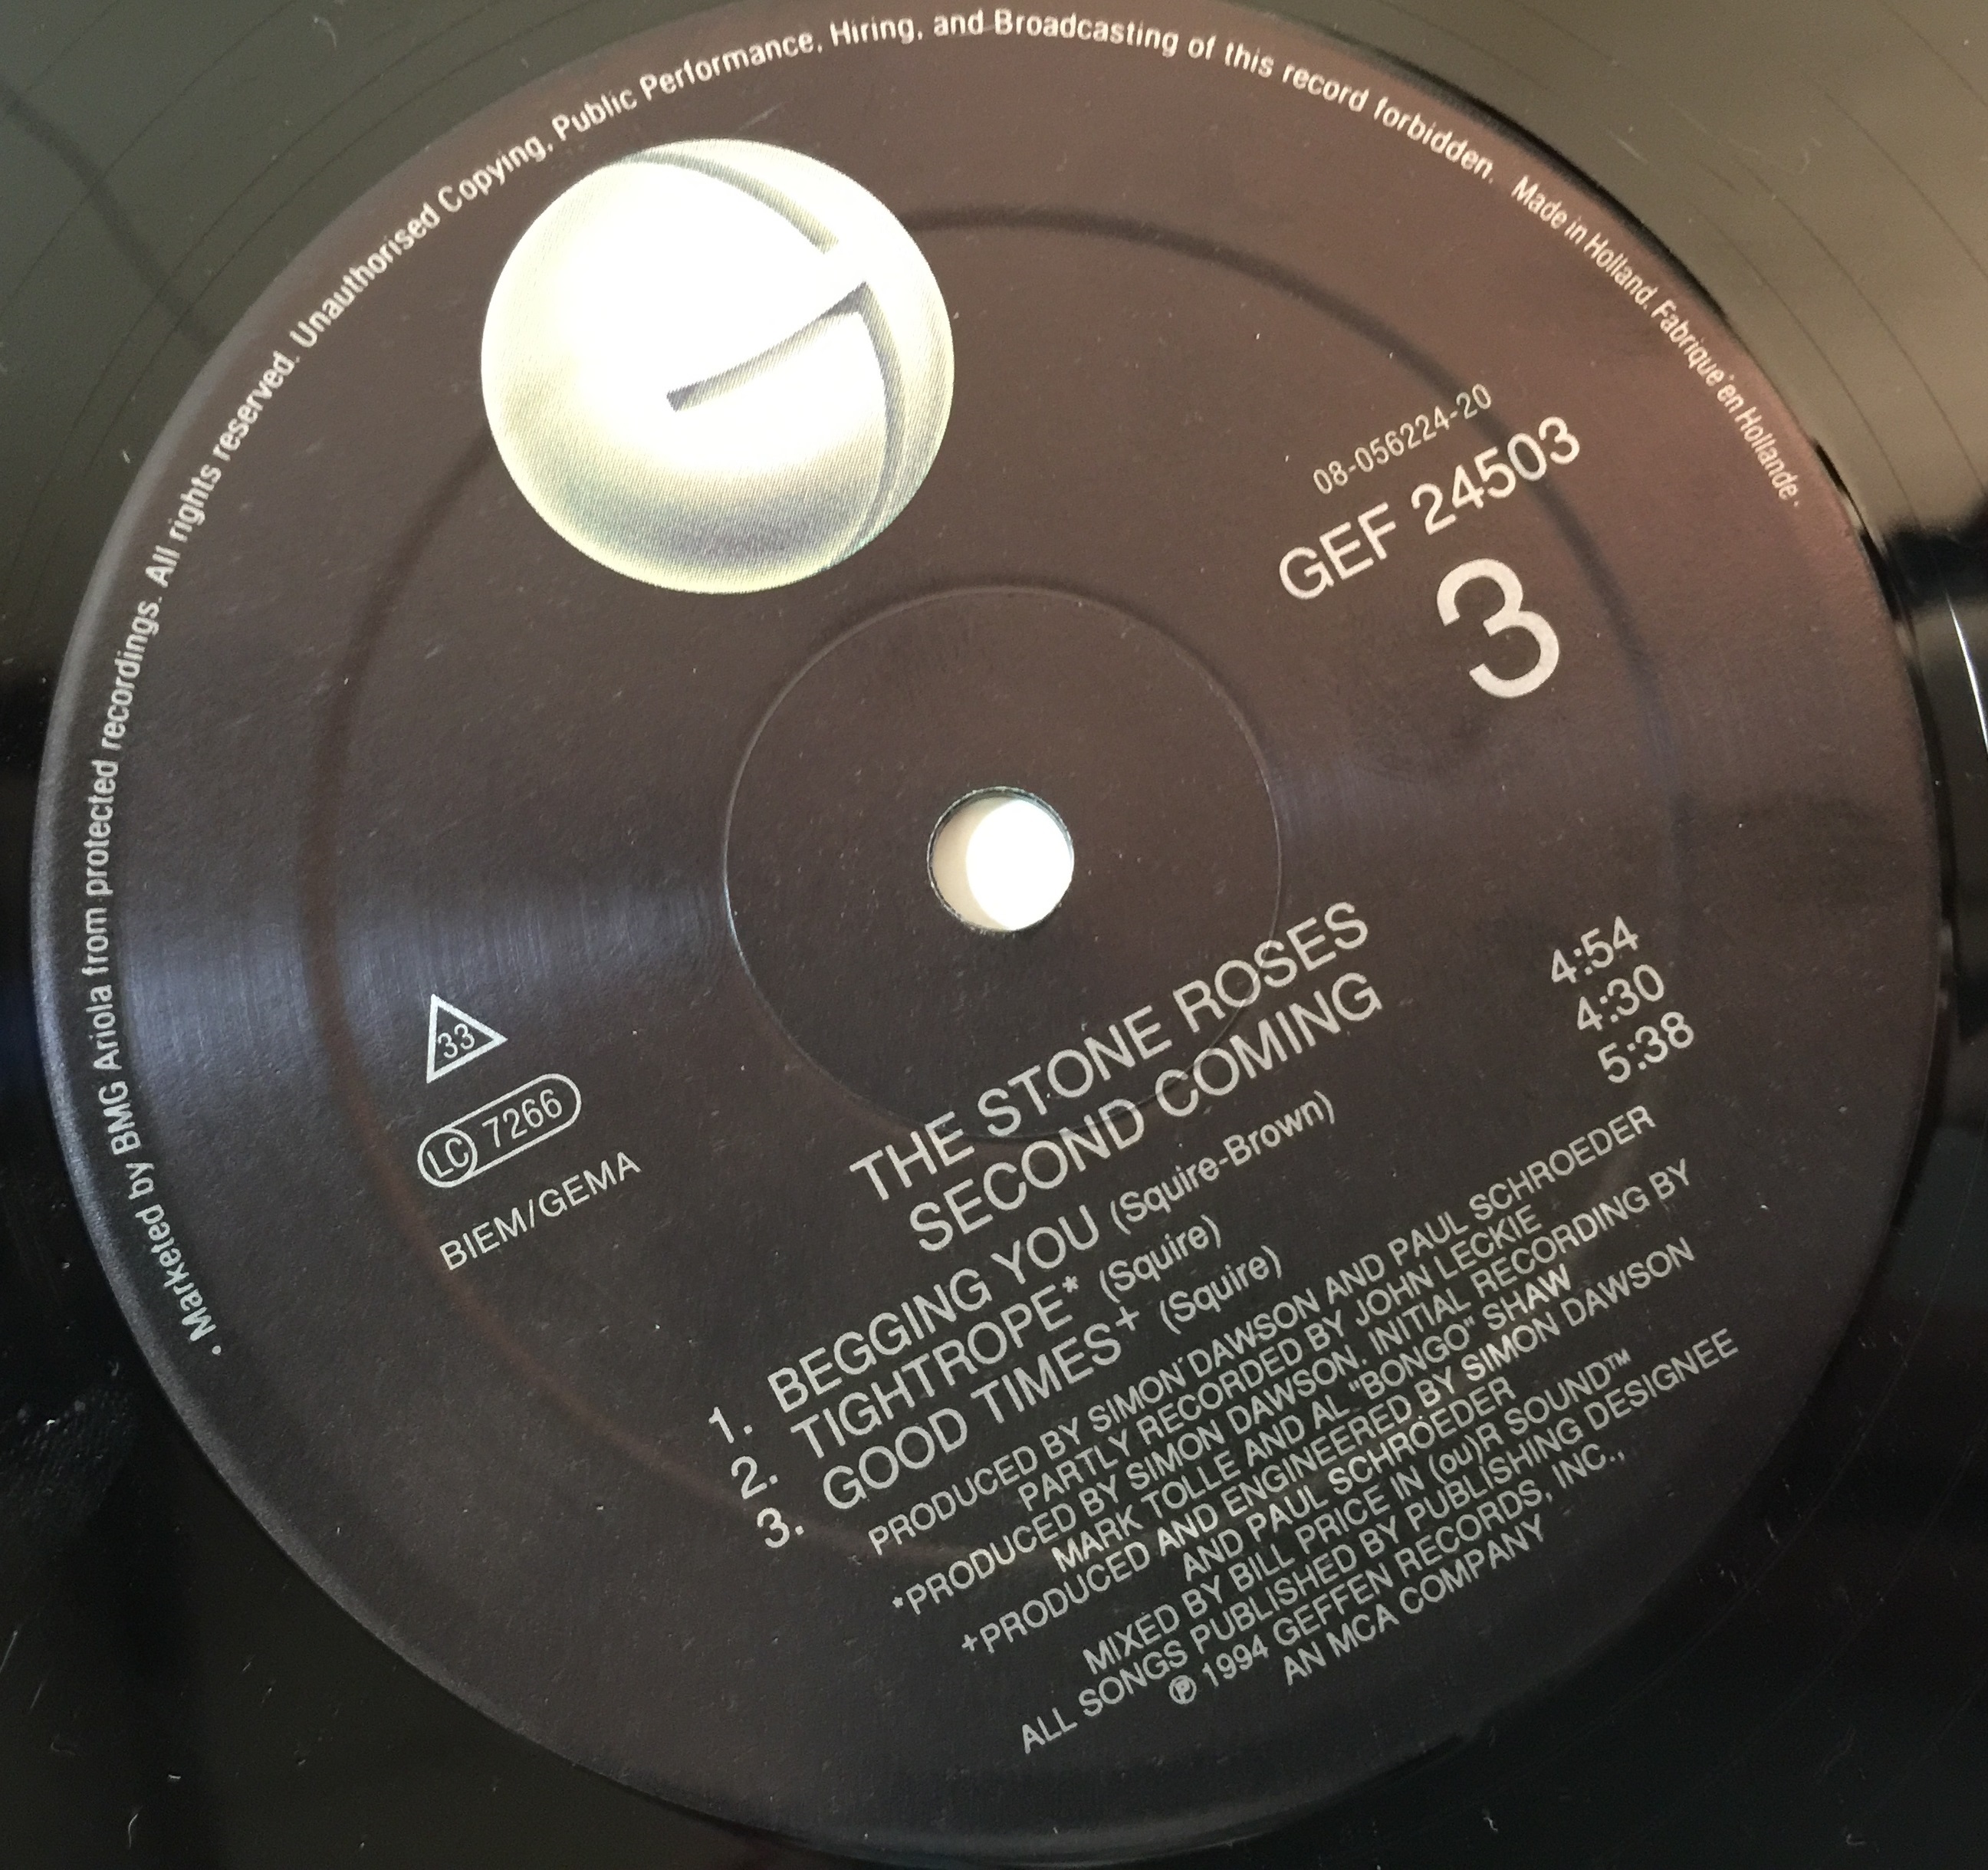 • Marketed by BMG Ariola from protected recordings. All rights reserved. Unauthorised Copying, Public Performance, Hiring, and Broadcasting of this record forbidden. Made in Holland. Fabrique en Hollande.
08-056224-20
GEF 24503
3
33
LC 7266
BIEM/GEMA
THE STONE ROSES
SECOND COMING
1. BEGGING YOU (Squire-Brown) 4:54
2. TIGHTROPE* (Squire) 4:30
3. GOOD TIMES+ (Squire) 5:38
PRODUCED BY SIMON DAWSON AND PAUL SCHROEDER
PARTLY RECORDED BY JOHN LECKIE
*PRODUCED BY SIMON DAWSON. INITIAL RECORDING BY
MARK TOLLE AND AL "BONGO" SHAW
+PRODUCED AND ENGINEERED BY SIMON DAWSON
AND PAUL SCHROEDER
MIXED BY BILL PRICE IN (ou)R SOUND™
ALL SONGS PUBLISHED BY PUBLISHING DESIGNEE
℗ 1994 GEFFEN RECORDS, INC.,
AN MCA COMPANY